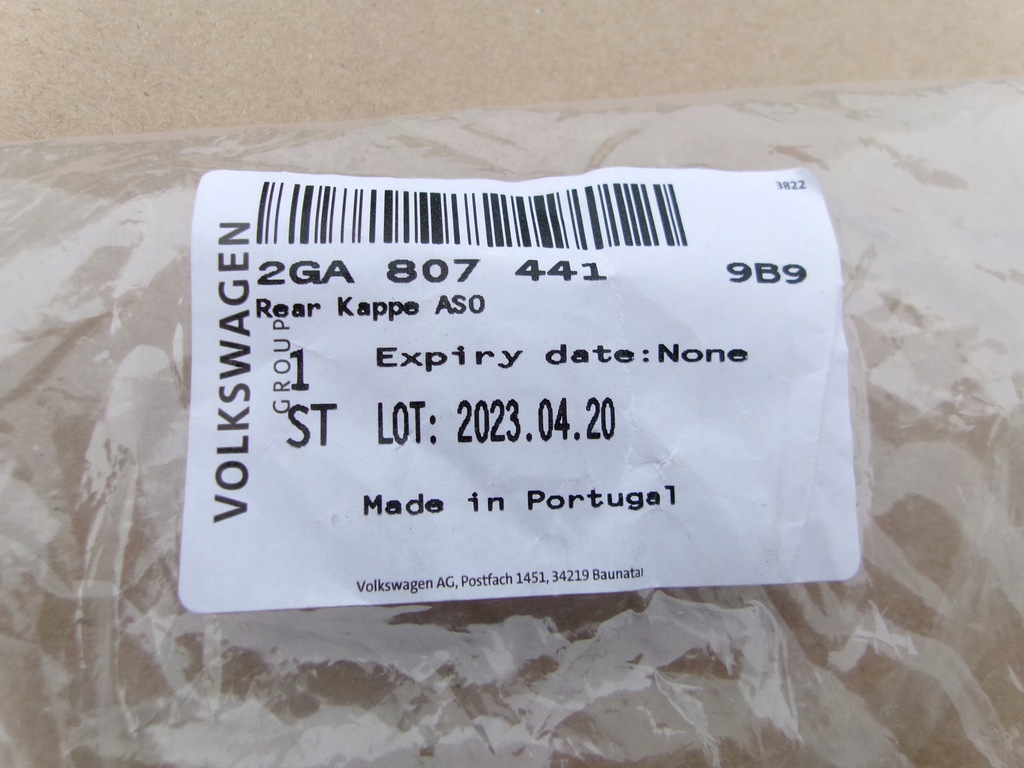 3822
VOLKSWAGEN
GROUP
2GA 807 441 9B9
Rear Kappe ASO
1 Expiry date:None
ST LOT: 2023.04.20
Made in Portugal
Volkswagen AG, Postfach 1451, 34219 Baunatal